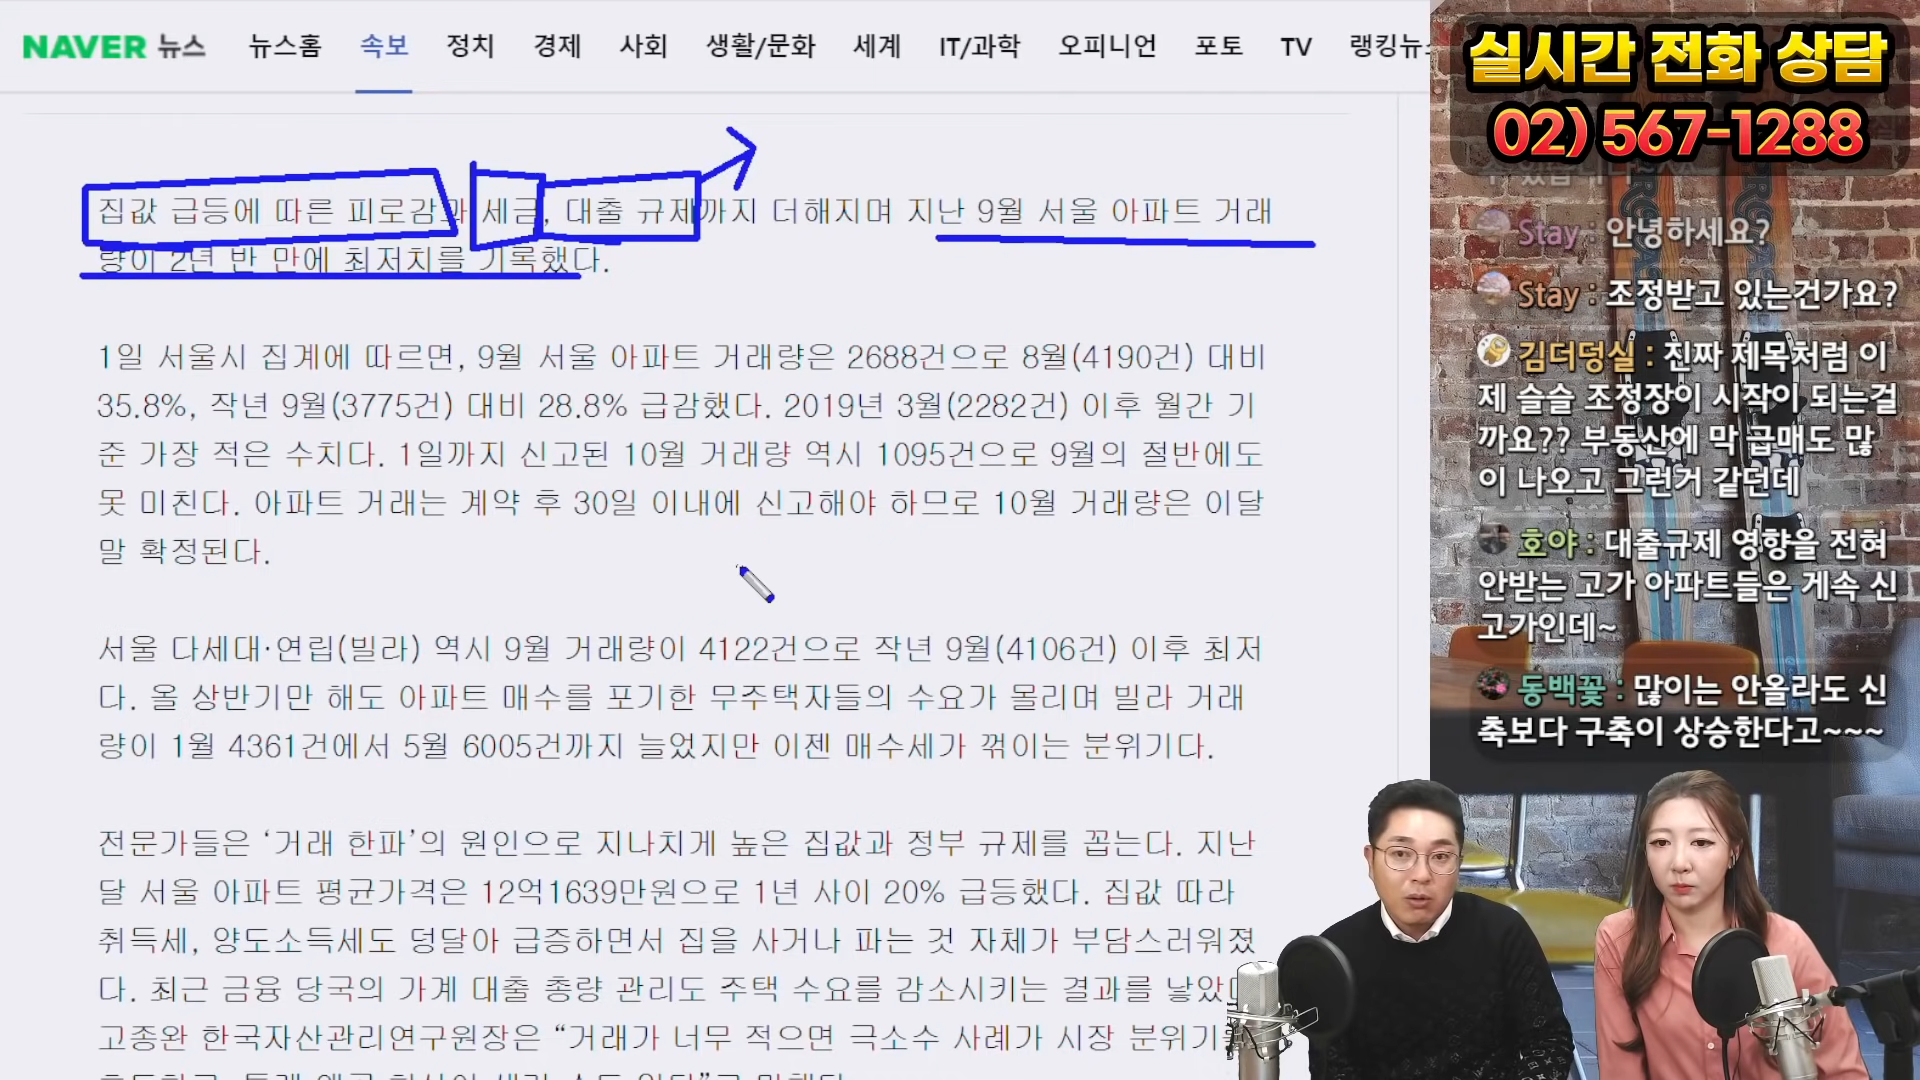 NAVER 뉴스 뉴스홈 속보 정치 경제 사회 생활/문화 세계 IT/과학 오피니언 포토 TV 랭킹뉴스
집값 급등에 따른 피로감과 세금, 대출 규제까지 더해지며 지난 9월 서울 아파트 거래
량이 2년 반 만에 최저치를 기록했다.
1일 서울시 집계에 따르면, 9월 서울 아파트 거래량은 2688건으로 8월(4190건) 대비
35.8%, 작년 9월(3775건) 대비 28.8% 급감했다. 2019년 3월(2282건) 이후 월간 기
준 가장 적은 수치다. 1일까지 신고된 10월 거래량 역시 1095건으로 9월의 절반에도
못 미친다. 아파트 거래는 계약 후 30일 이내에 신고해야 하므로 10월 거래량은 이달
말 확정된다.
서울 다세대·연립(빌라) 역시 9월 거래량이 4122건으로 작년 9월(4106건) 이후 최저
다. 올 상반기만 해도 아파트 매수를 포기한 무주택자들의 수요가 몰리며 빌라 거래
량이 1월 4361건에서 5월 6005건까지 늘었지만 이젠 매수세가 꺾이는 분위기다.
전문가들은 ‘거래 한파’의 원인으로 지나치게 높은 집값과 정부 규제를 꼽는다. 지난
달 서울 아파트 평균가격은 12억1639만원으로 1년 사이 20% 급등했다. 집값 따라
취득세, 양도소득세도 덩달아 급증하면서 집을 사거나 파는 것 자체가 부담스러워졌
다. 최근 금융 당국의 가계 대출 총량 관리도 주택 수요를 감소시키는 결과를 낳았다
고종완 한국자산관리연구원장은 “거래가 너무 적으면 극소수 사례가 시장 분위기를
실시간 전화 상담
02) 567-1288
Stay : 안녕하세요?
Stay : 조정받고 있는건가요?
김더덩실 : 진짜 제목처럼 이
제 슬슬 조정장이 시작이 되는걸
까요?? 부동산에 막 급매도 많
이 나오고 그런거 같던데
호야 : 대출규제 영향을 전혀
안받는 고가 아파트들은 게속 신
고가인데~
동백꽃 : 많이는 안올라도 신
축보다 구축이 상승한다고~~~